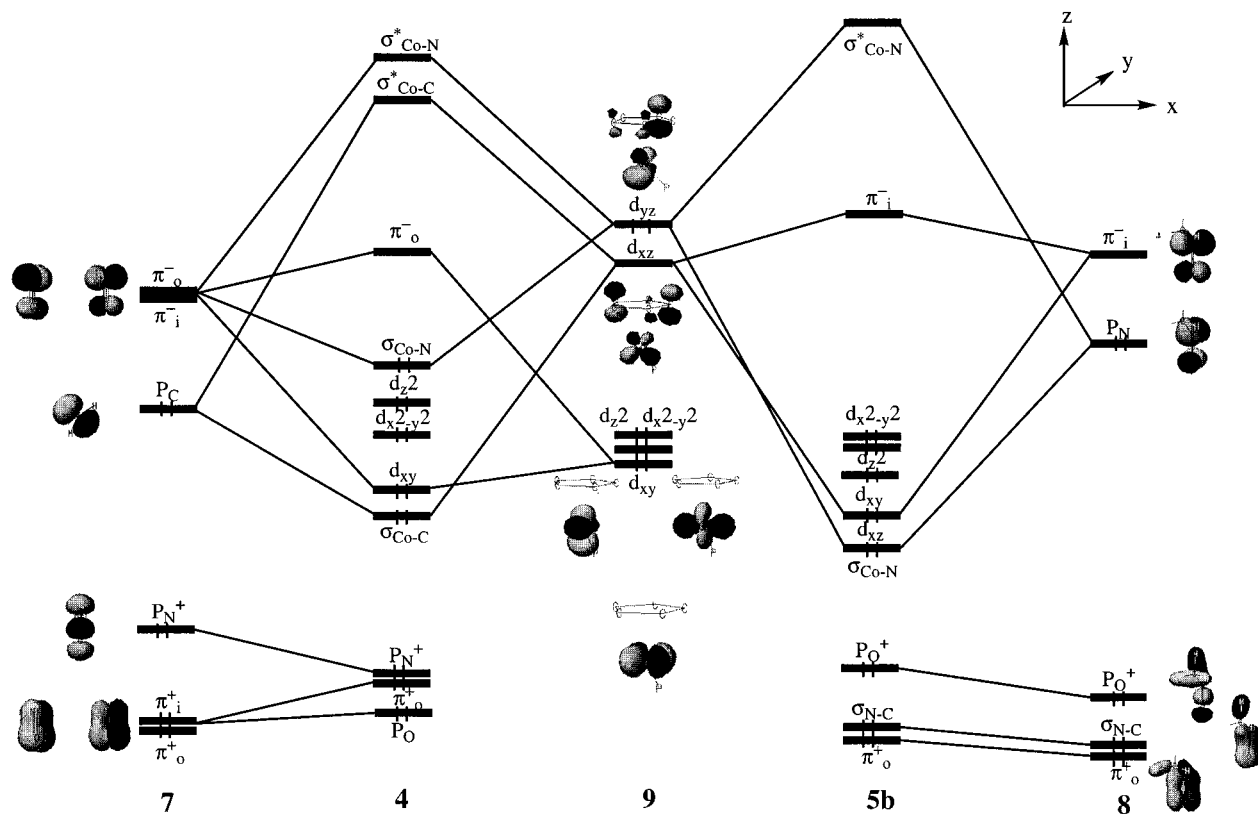 σ*Co-N
σ*Co-C
π⁻o
σCo-N
dz2
dx2-y2
dxy
σCo-C
PN+
π+o
PO
4
π⁻o
π⁻i
PC
PN+
π+i
π+o
7
dyz
dxz
dz2 dx2-y2
dxy
9
σ*Co-N
π⁻i
dx2-y2
dz2
dxy
dxz
σCo-N
PO+
σN-C
π+o
5b
π⁻i
PN
PO+
σN-C
π+o
8
z
y
x